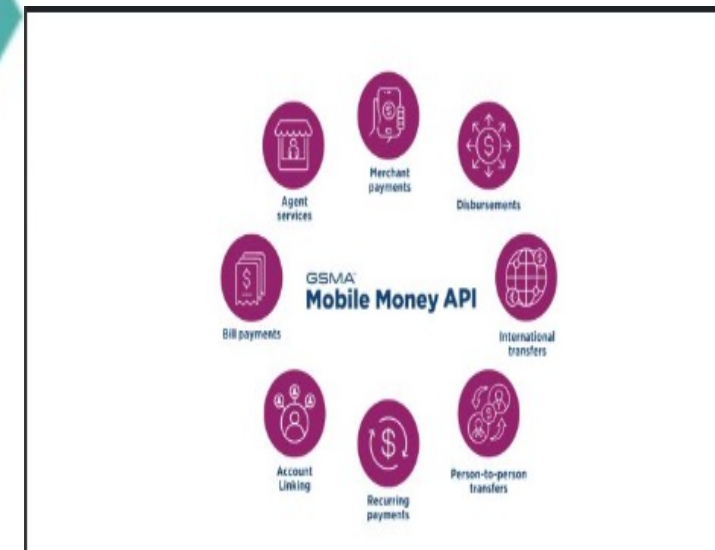 Merchant
payments
Agent
services
Disbursements
GSMA™
Mobile Money API
Bill payments
International
transfers
Account
Linking
Person-to-person
transfers
Recurring
payments